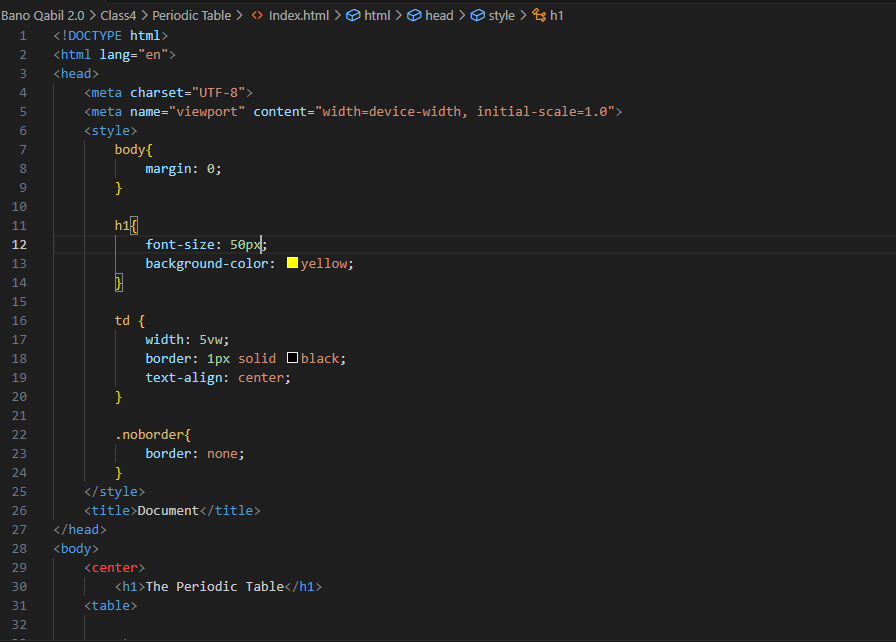 Bano Qabil 2.0 > Class4 > Periodic Table > <> Index.html > html > head > style > h1
1 <!DOCTYPE html>
2 <html lang="en">
3 <head>
4     <meta charset="UTF-8">
5     <meta name="viewport" content="width=device-width, initial-scale=1.0">
6     <style>
7         body{
8             margin: 0;
9         }
10
11         h1{
12             font-size: 50px;
13             background-color: yellow;
14         }
15
16         td {
17             width: 5vw;
18             border: 1px solid black;
19             text-align: center;
20         }
21
22         .noborder{
23             border: none;
24         }
25     </style>
26     <title>Document</title>
27 </head>
28 <body>
29     <center>
30         <h1>The Periodic Table</h1>
31     <table>
32